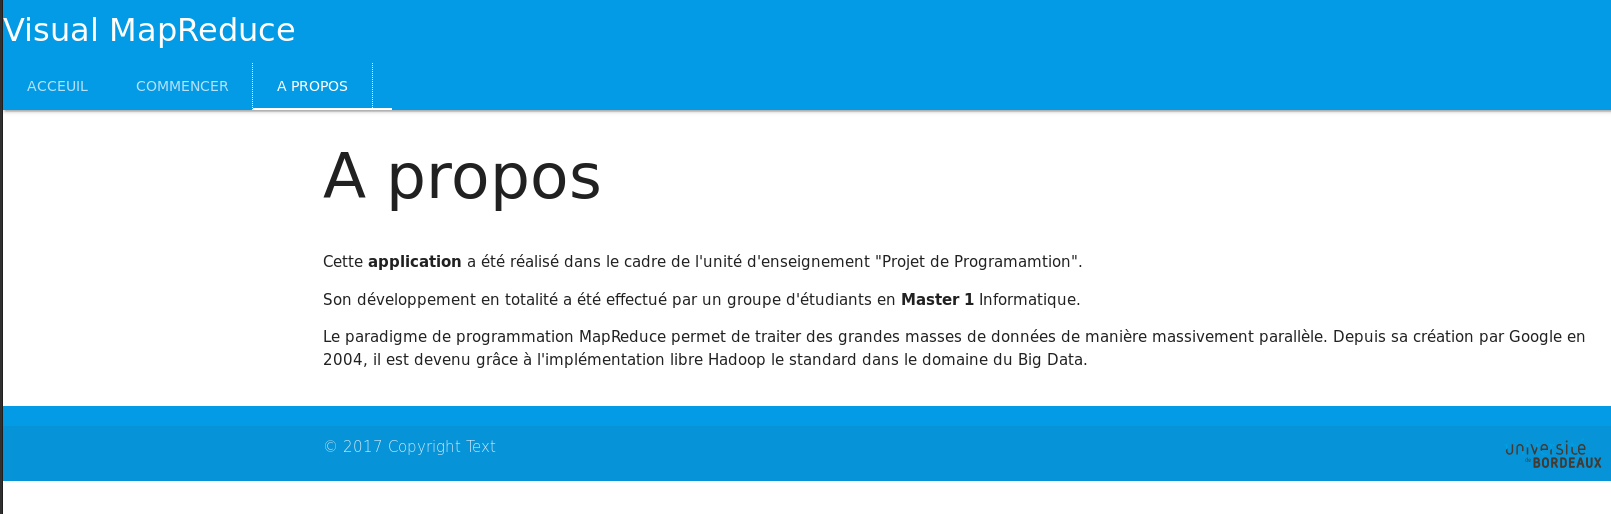 Visual MapReduce
ACCEUIL COMMENCER A PROPOS
A propos
Cette application a été réalisé dans le cadre de l'unité d'enseignement "Projet de Programamtion".
Son développement en totalité a été effectué par un groupe d'étudiants en Master 1 Informatique.
Le paradigme de programmation MapReduce permet de traiter des grandes masses de données de manière massivement parallèle. Depuis sa création par Google en
2004, il est devenu grâce à l'implémentation libre Hadoop le standard dans le domaine du Big Data.
© 2017 Copyright Text
université
de BORDEAUX